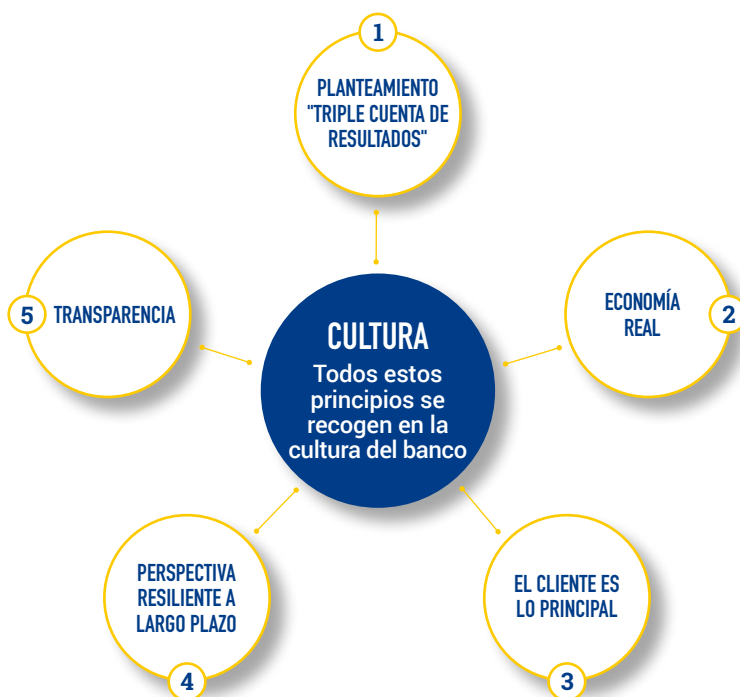 1
PLANTEAMIENTO
"TRIPLE CUENTA DE
RESULTADOS"
ECONOMÍA
REAL
2
EL CLIENTE ES
LO PRINCIPAL
3
PERSPECTIVA
RESILIENTE A
LARGO PLAZO
4
5
TRANSPARENCIA
CULTURA
Todos estos
principios se
recogen en la
cultura del banco